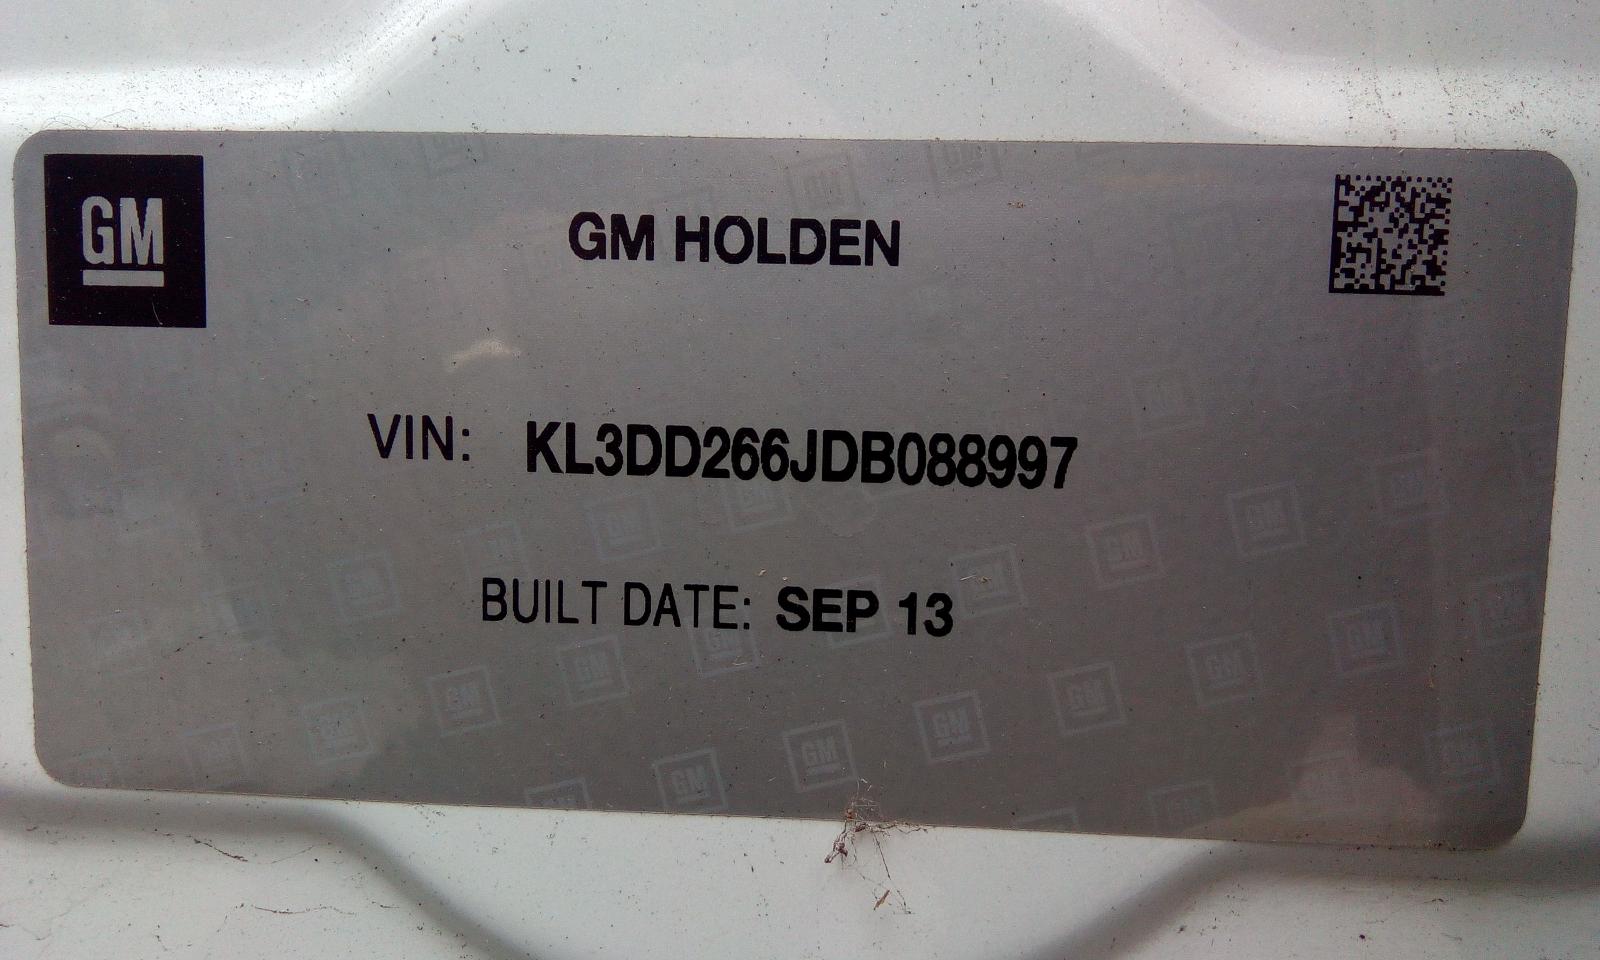 GM
GM HOLDEN
VIN: KL3DD266JDB088997
BUILT DATE: SEP 13